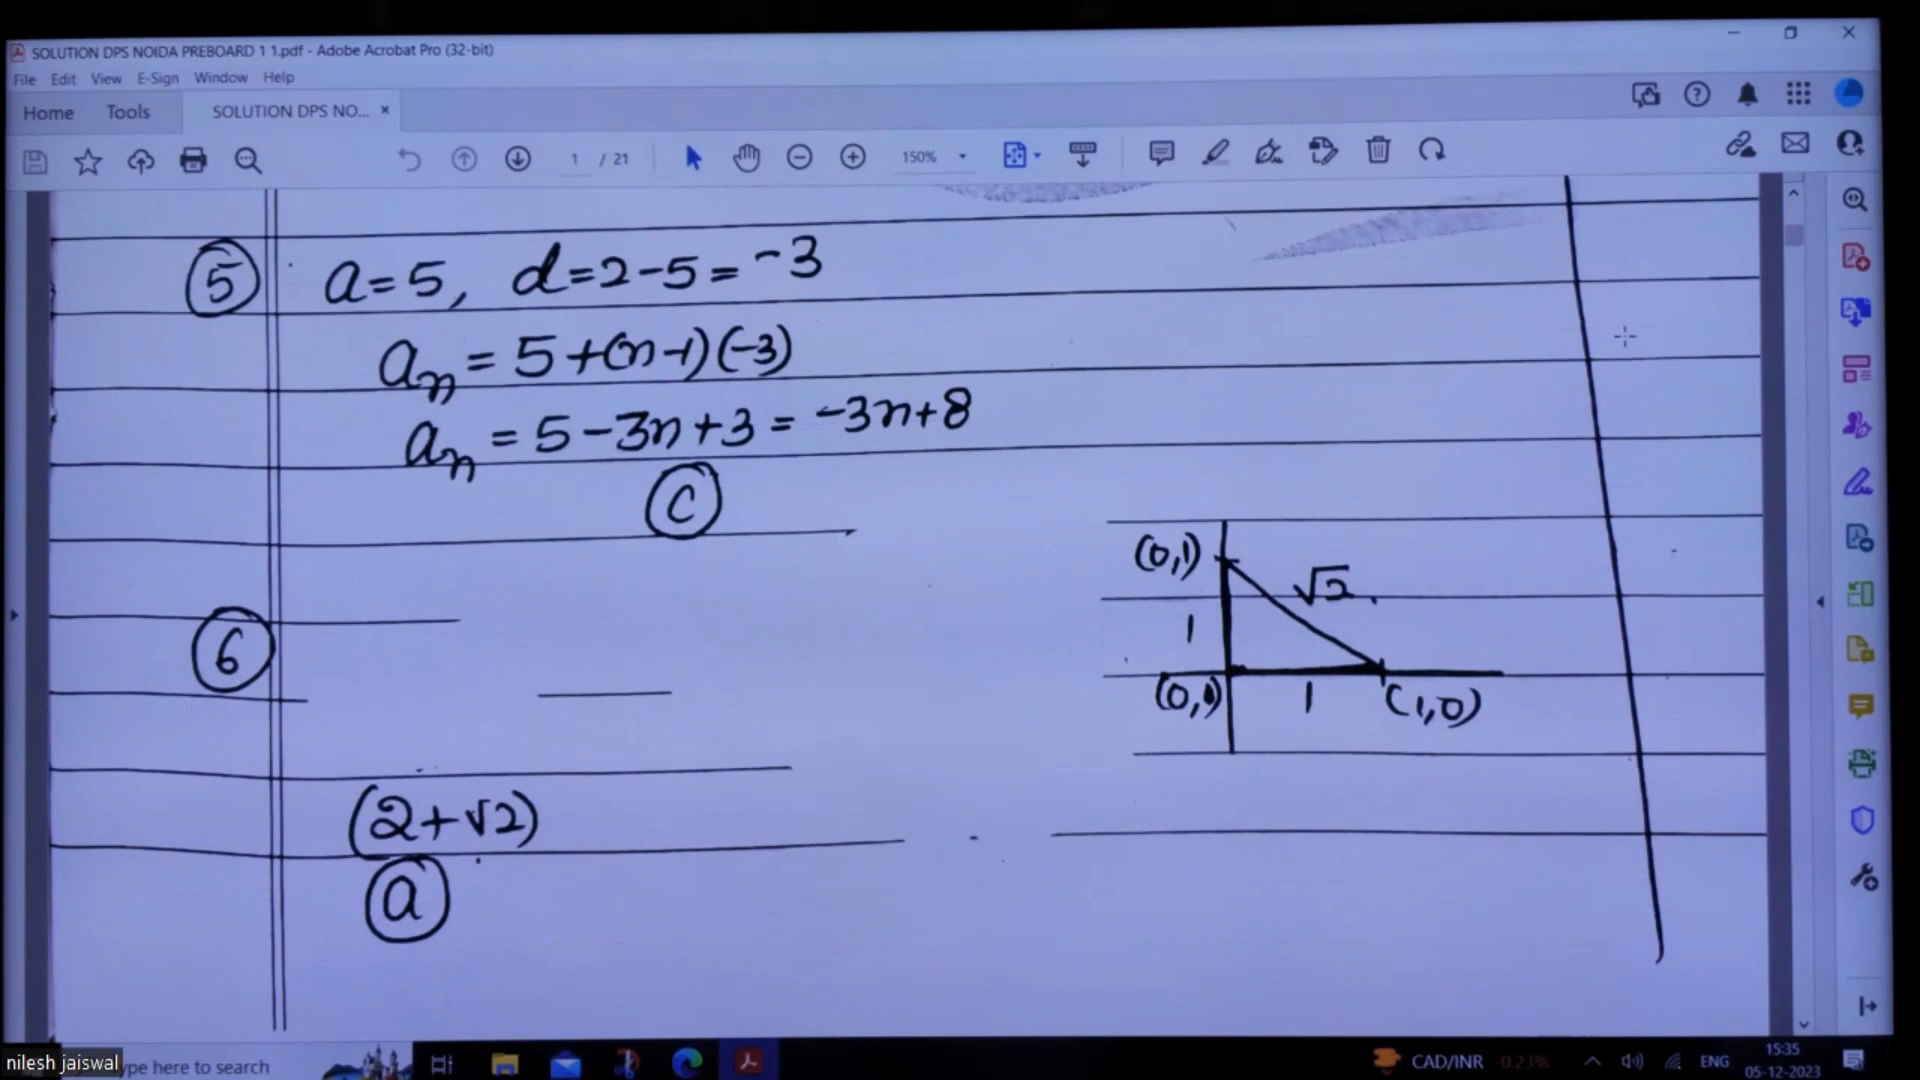 SOLUTION DPS NOIDA PREBOARD 1 1.pdf - Adobe Acrobat Pro (32-bit)
File Edit View E-Sign Window Help
Home Tools SOLUTION DPS NO... ×
1 / 21 150%
5 a=5, d=2-5=-3
aₙ = 5+(n-1)(-3)
aₙ = 5-3n+3 = -3n+8
C
(0,1) √2
1
6
(0,1) 1 (1,0)
(2+√2)
a
nilesh jaiswal
ype here to search
CAD/INR 0.23% ENG 15:35
05-12-2023